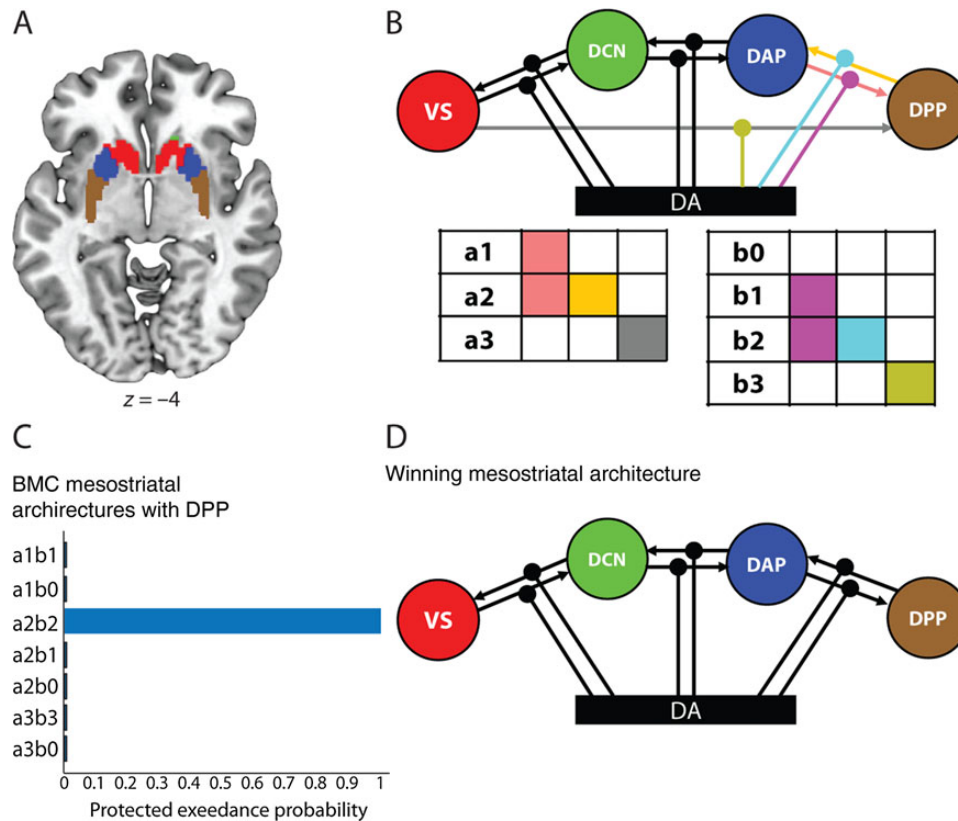 A
z = −4
B
DCN
DAP
VS
DPP
DA
a1
a2
a3
b0
b1
b2
b3
C
BMC mesostriatal
archirectures with DPP
a1b1
a1b0
a2b2
a2b1
a2b0
a3b3
a3b0
0 0.1 0.2 0.3 0.4 0.5 0.6 0.7 0.8 0.9 1
Protected exeedance probability
D
Winning mesostriatal architecture
DCN
DAP
VS
DPP
DA